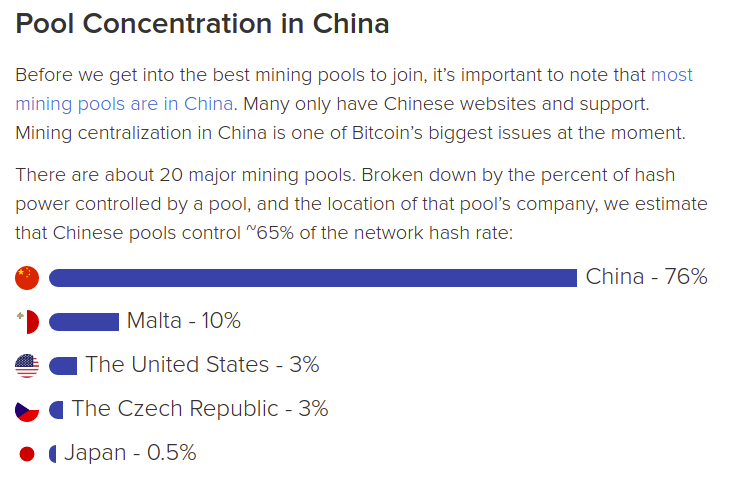 Pool Concentration in China
Before we get into the best mining pools to join, it's important to note that most
mining pools are in China. Many only have Chinese websites and support.
Mining centralization in China is one of Bitcoin's biggest issues at the moment.
There are about 20 major mining pools. Broken down by the percent of hash
power controlled by a pool, and the location of that pool's company, we estimate
that Chinese pools control ~65% of the network hash rate:
China - 76%
Malta - 10%
The United States - 3%
The Czech Republic - 3%
Japan - 0.5%